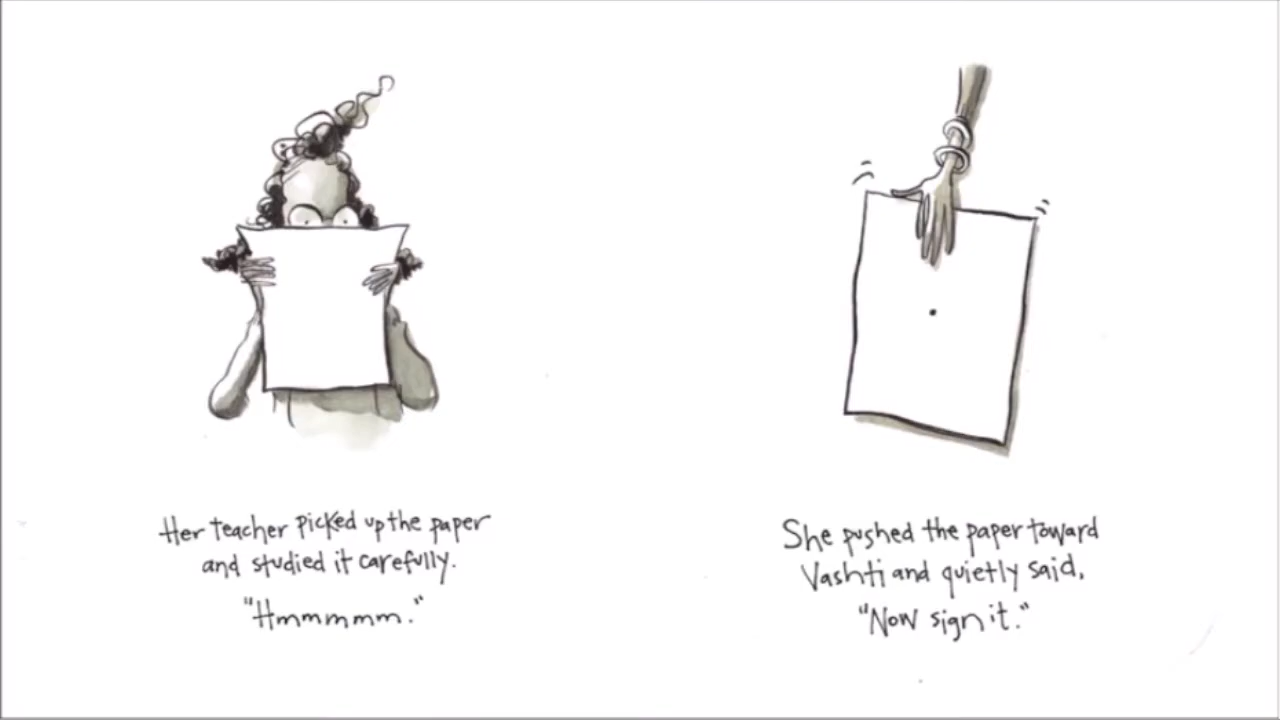 Her teacher picked up the paper
and studied it carefully.
"Hmmmmm."
She pushed the paper toward
Vashti and quietly said,
"Now sign it."